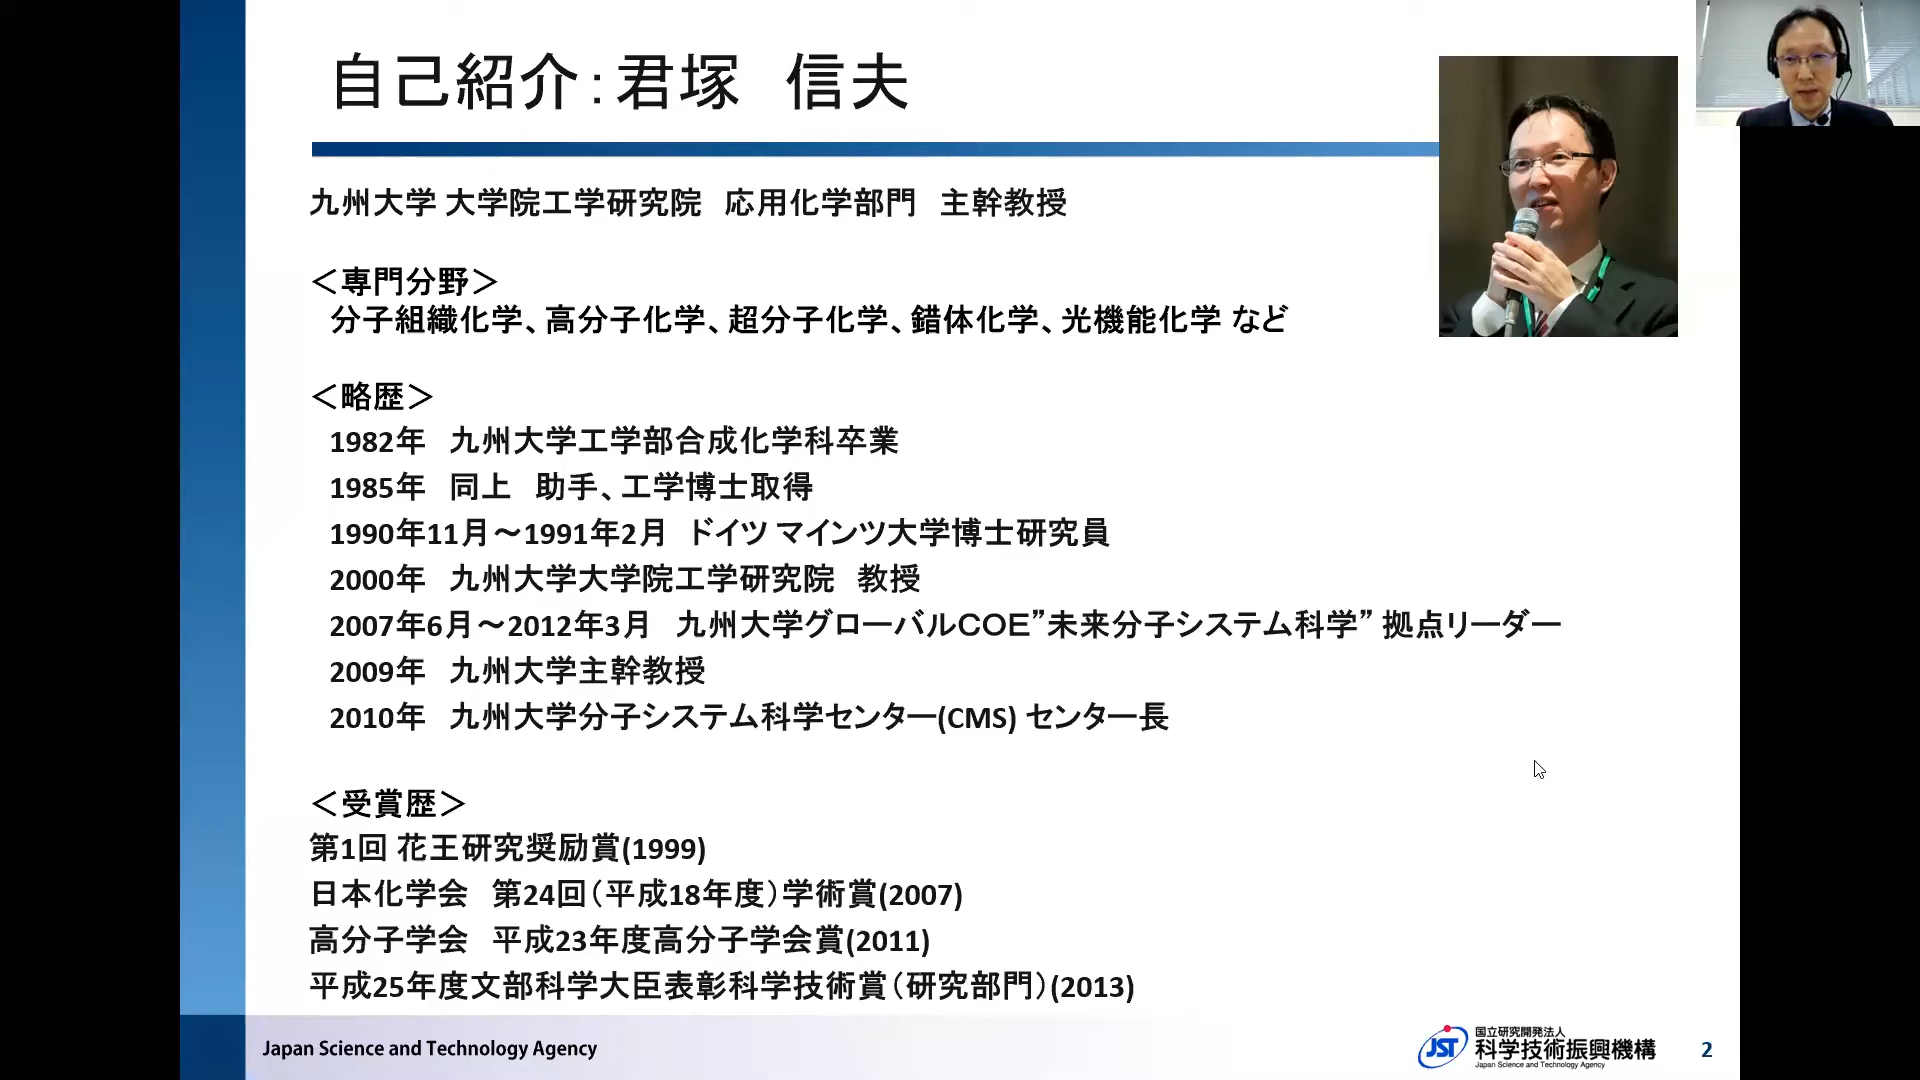 自己紹介：君塚　信夫
九州大学 大学院工学研究院　応用化学部門　主幹教授
＜専門分野＞
分子組織化学、高分子化学、超分子化学、錯体化学、光機能化学 など
＜略歴＞
1982年　九州大学工学部合成化学科卒業
1985年　同上　助手、工学博士取得
1990年11月～1991年2月　ドイツ マインツ大学博士研究員
2000年　九州大学大学院工学研究院　教授
2007年6月～2012年3月　九州大学グローバルCOE”未来分子システム科学” 拠点リーダー
2009年　九州大学主幹教授
2010年　九州大学分子システム科学センター(CMS) センター長
＜受賞歴＞
第1回 花王研究奨励賞(1999)
日本化学会　第24回（平成18年度）学術賞(2007)
高分子学会　平成23年度高分子学会賞(2011)
平成25年度文部科学大臣表彰科学技術賞（研究部門）(2013)
Japan Science and Technology Agency
JST
国立研究開発法人
科学技術振興機構
Japan Science and Technology Agency
2